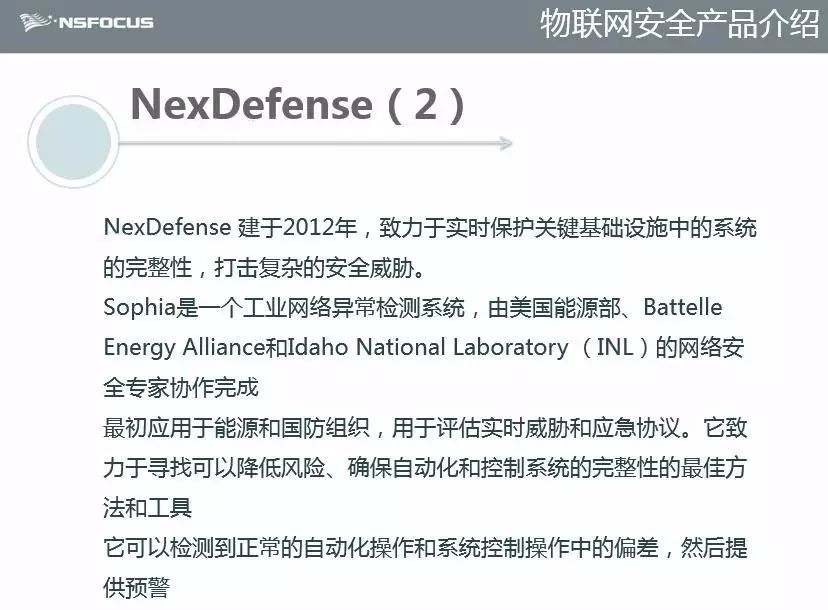 NSFOCUS
物联网安全产品介绍
NexDefense（2）
NexDefense 建于2012年，致力于实时保护关键基础设施中的系统
的完整性，打击复杂的安全威胁。
Sophia是一个工业网络异常检测系统，由美国能源部、Battelle
Energy Alliance和Idaho National Laboratory （INL）的网络安
全专家协作完成
最初应用于能源和国防组织，用于评估实时威胁和应急协议。它致
力于寻找可以降低风险、确保自动化和控制系统的完整性的最佳方
法和工具
它可以检测到正常的自动化操作和系统控制操作中的偏差，然后提
供预警